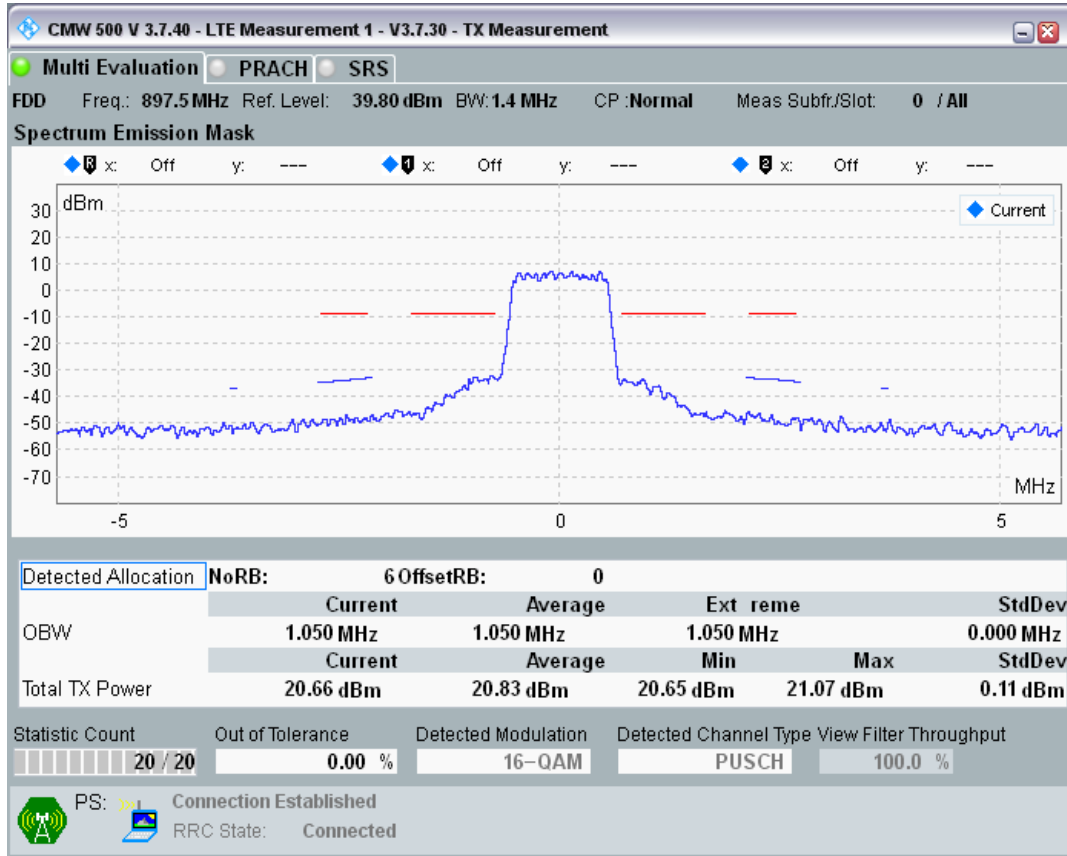 CMW 500 V 3.7.40 - LTE Measurement 1 - V3.7.30 - TX Measurement
Multi Evaluation PRACH SRS
FDD Freq.: 897.5 MHz Ref. Level: 39.80 dBm BW: 1.4 MHz CP :Normal Meas Subfr./Slot: 0 / All
Spectrum Emission Mask
R x: Off y: --- 1 x: Off y: --- 2 x: Off y: ---
dBm
Current
30
20
10
0
-10
-20
-30
-40
-50
-60
-70
MHz
-5 0 5
Detected Allocation NoRB: 6 OffsetRB: 0
Current Average Ext reme StdDev
OBW 1.050 MHz 1.050 MHz 1.050 MHz 0.000 MHz
Current Average Min Max StdDev
Total TX Power 20.66 dBm 20.83 dBm 20.65 dBm 21.07 dBm 0.11 dBm
Statistic Count Out of Tolerance Detected Modulation Detected Channel Type View Filter Throughput
20 / 20 0.00 % 16-QAM PUSCH 100.0 %
PS: Connection Established
RRC State: Connected